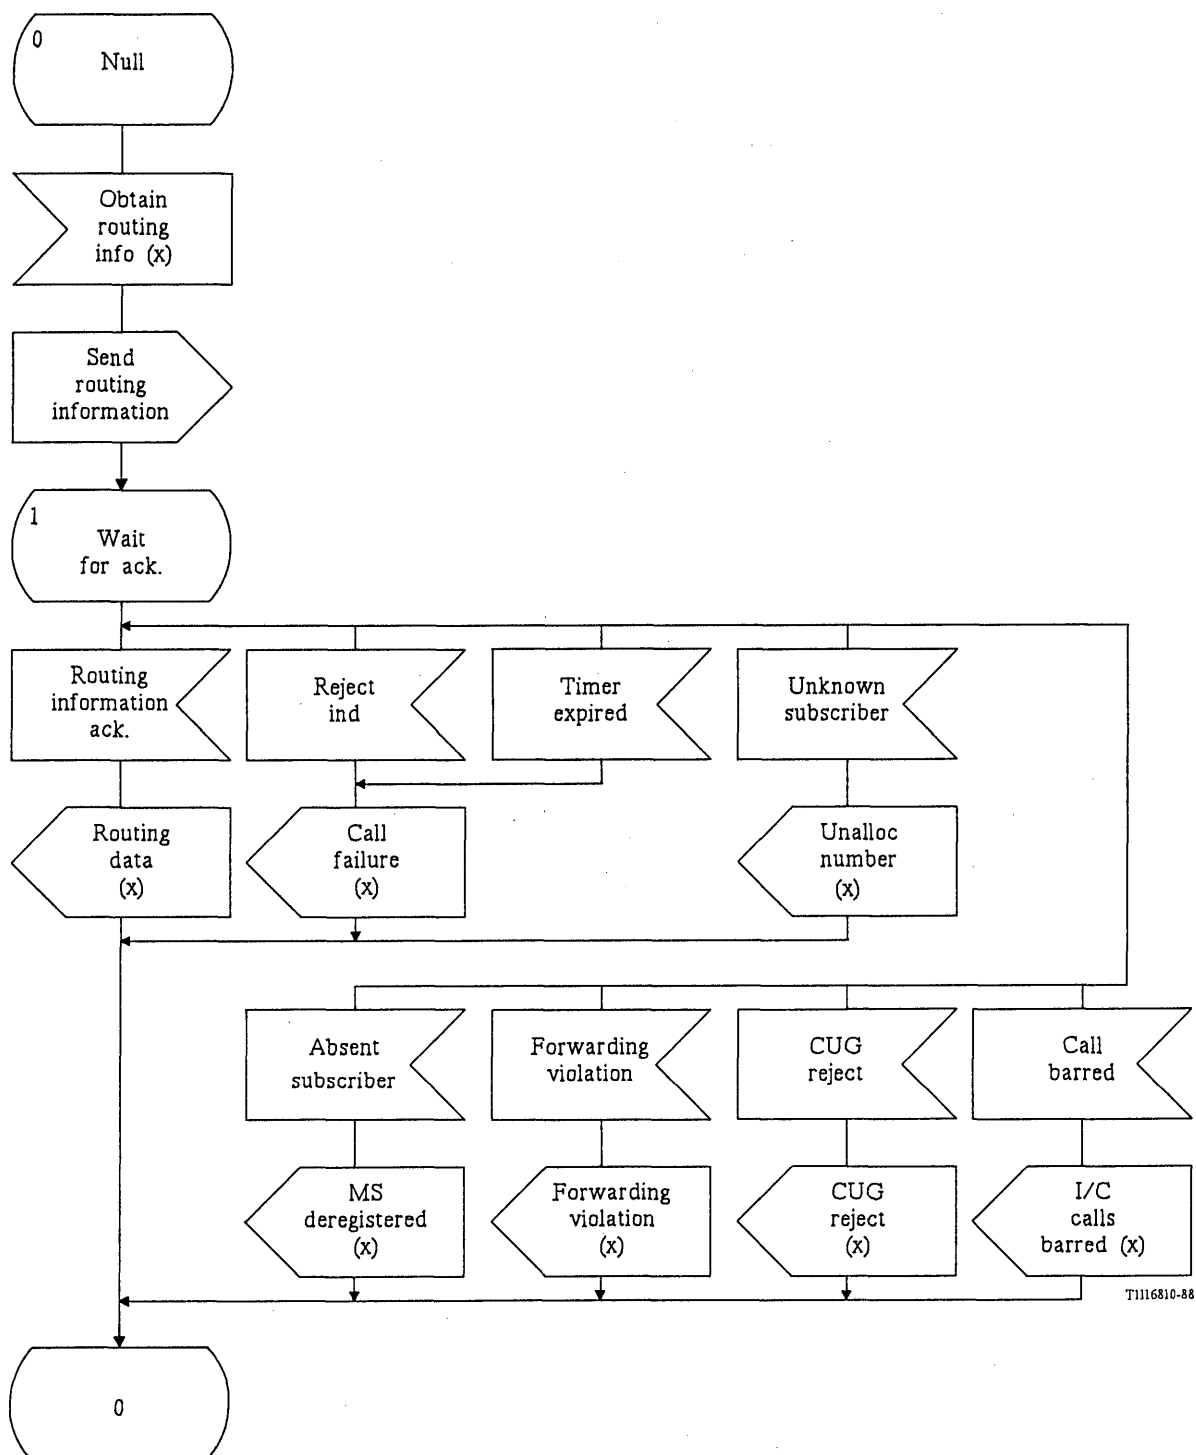 0
Null
Obtain
routing
info (x)
Send
routing
information
1
Wait
for ack.
Routing
information
ack.
Reject
ind
Timer
expired
Unknown
subscriber
Routing
data
(x)
Call
failure
(x)
Unalloc
number
(x)
Absent
subscriber
Forwarding
violation
CUG
reject
Call
barred
MS
deregistered
(x)
Forwarding
violation
(x)
CUG
reject
(x)
I/C
calls
barred (x)
T1116810-88
0